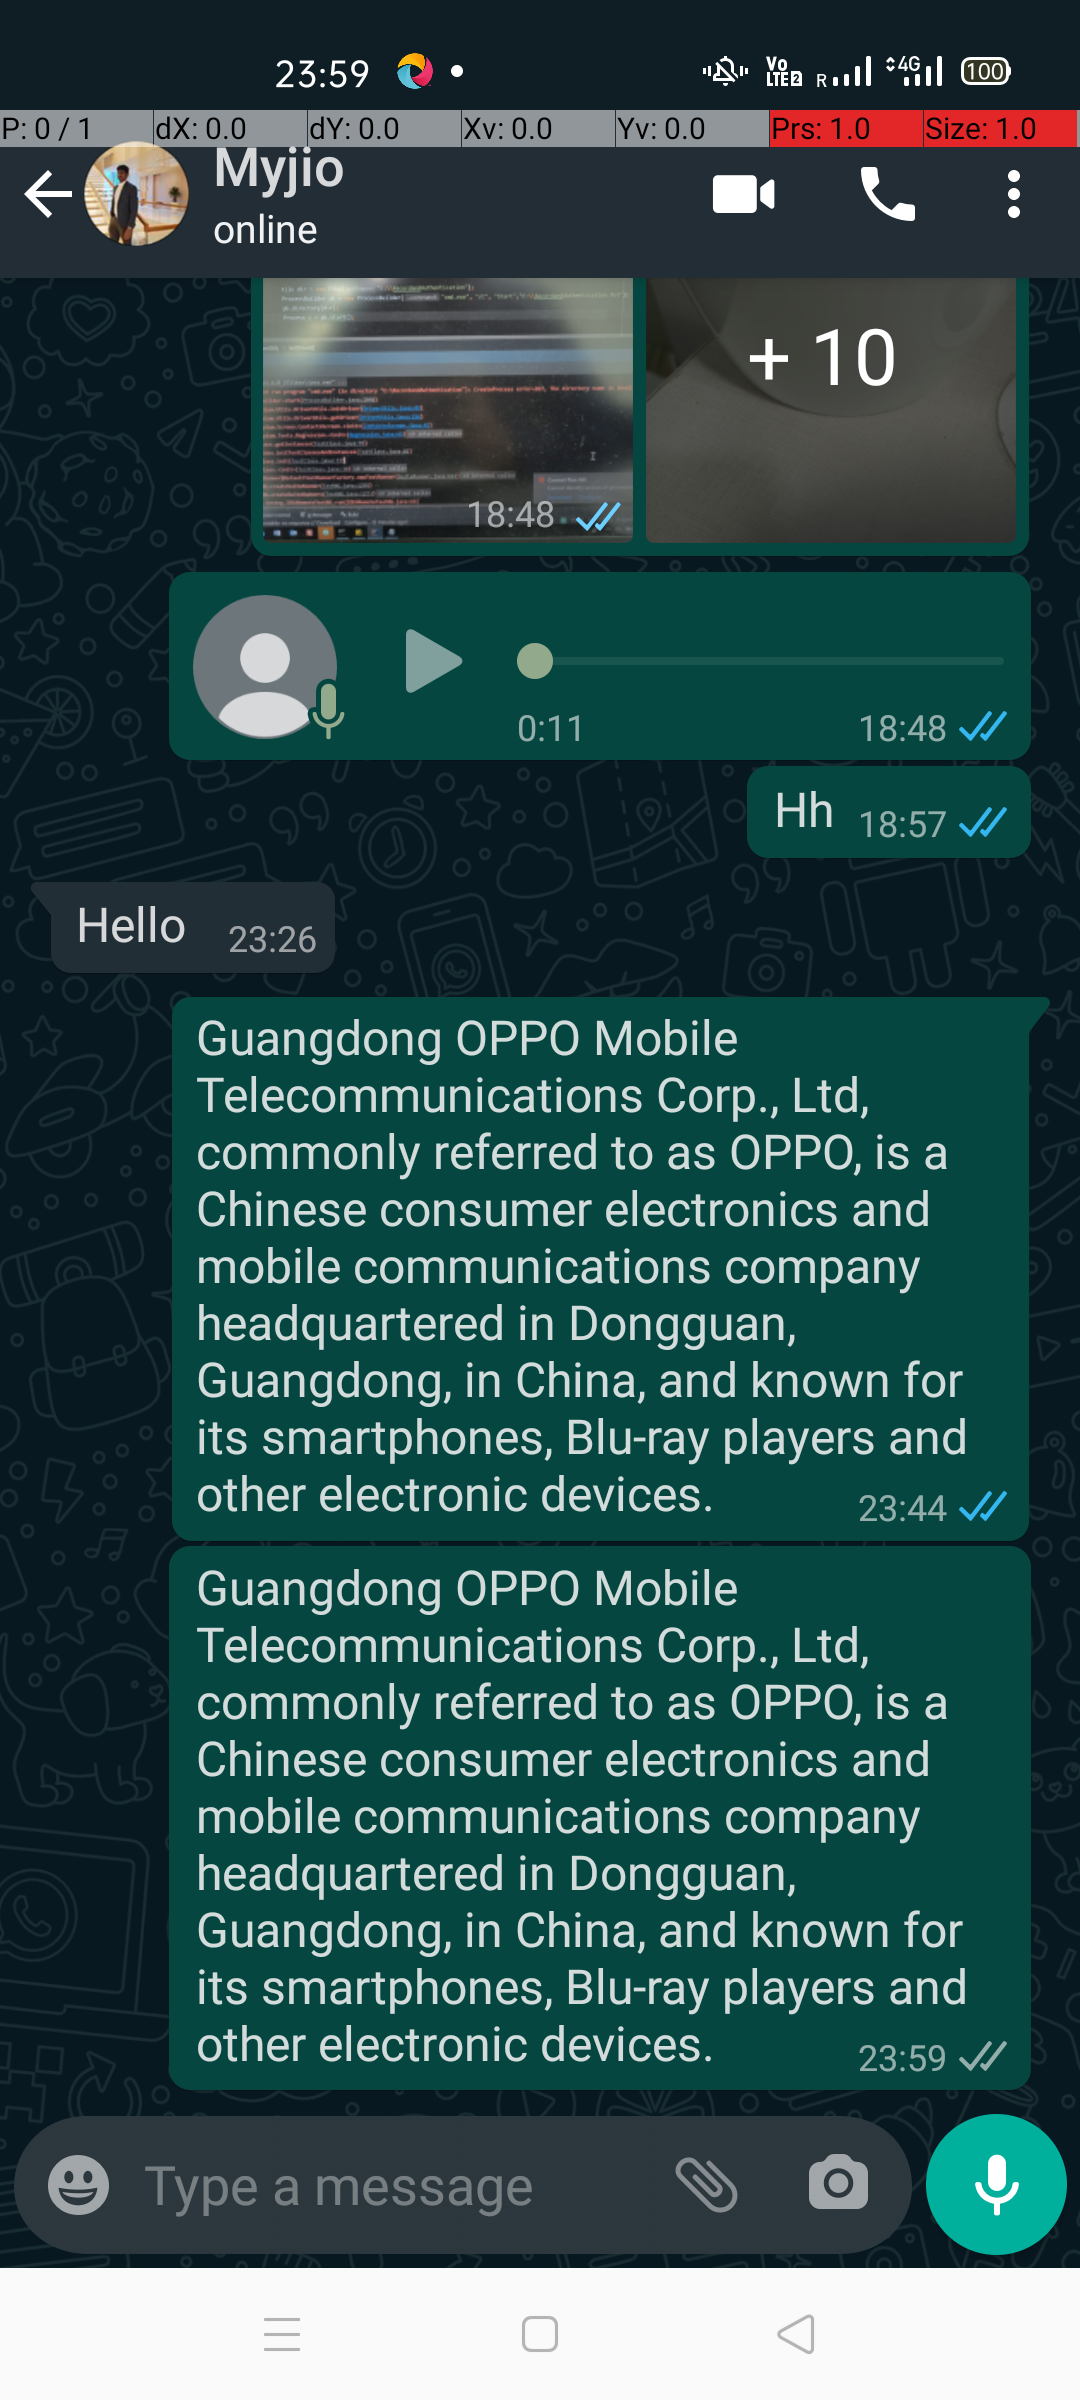 23:59
Vo LTE2 R 4G 100
P: 0 / 1 dX: 0.0 dY: 0.0 Xv: 0.0 Yv: 0.0 Prs: 1.0 Size: 1.0
Myjio
online
+ 10
18:48
0:11 18:48
Hh 18:57
Hello 23:26
Guangdong OPPO Mobile
Telecommunications Corp., Ltd,
commonly referred to as OPPO, is a
Chinese consumer electronics and
mobile communications company
headquartered in Dongguan,
Guangdong, in China, and known for
its smartphones, Blu-ray players and
other electronic devices. 23:44
Guangdong OPPO Mobile
Telecommunications Corp., Ltd,
commonly referred to as OPPO, is a
Chinese consumer electronics and
mobile communications company
headquartered in Dongguan,
Guangdong, in China, and known for
its smartphones, Blu-ray players and
other electronic devices. 23:59
Type a message